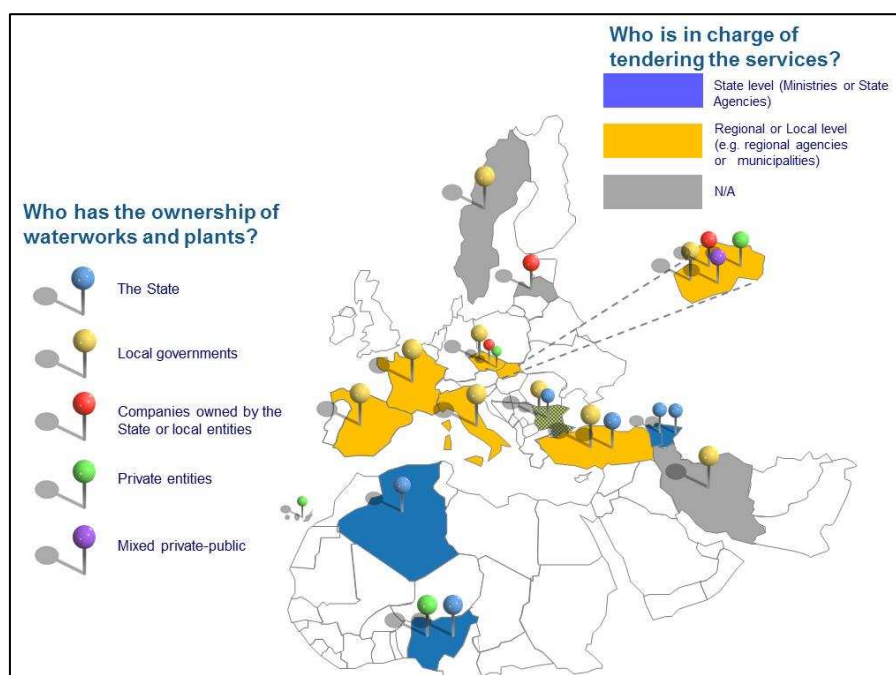 Who is in charge of
tendering the services?
State level (Ministries or State
Agencies)
Regional or Local level
(e.g. regional agencies
or municipalities)
N/A
Who has the ownership of
waterworks and plants?
The State
Local governments
Companies owned by the
State or local entities
Private entities
Mixed private-public